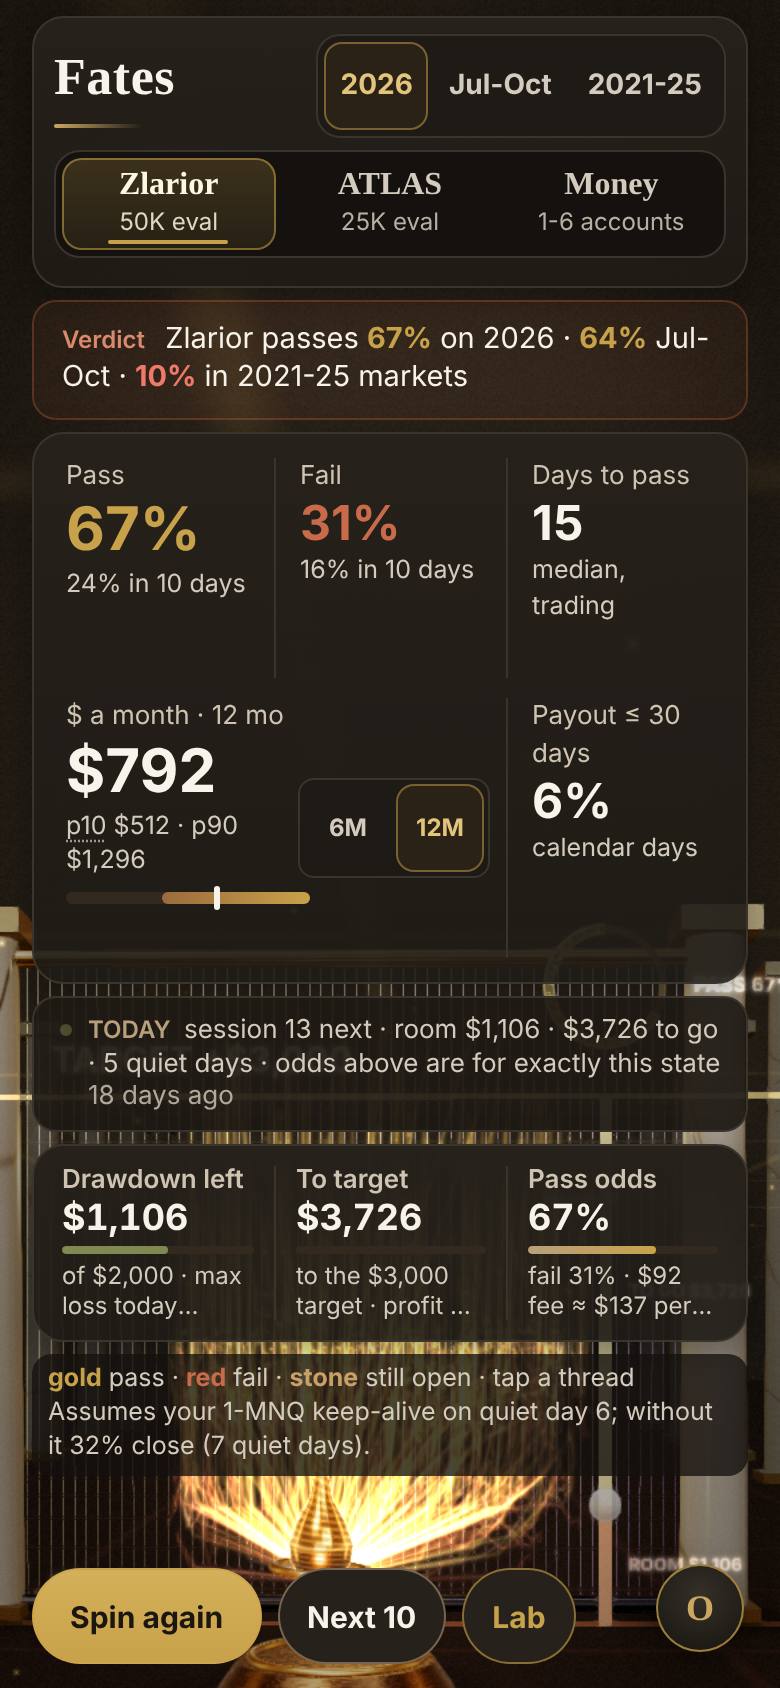 Fates
2026
Jul-Oct
2021-25
Zlarior
50K eval
ATLAS
25K eval
Money
1-6 accounts
Verdict Zlarior passes 67% on 2026 · 64% Jul-
Oct · 10% in 2021-25 markets
Pass
67%
24% in 10 days
Fail
31%
16% in 10 days
Days to pass
15
median,
trading
$ a month · 12 mo
$792
p10 $512 · p90
$1,296
6M
12M
Payout ≤ 30
days
6%
calendar days
PASS 67
TODAY session 13 next · room $1,106 · $3,726 to go
· 5 quiet days · odds above are for exactly this state
18 days ago
Drawdown left
$1,106
of $2,000 · max
loss today...
To target
$3,726
to the $3,000
target · profit ...
Pass odds
67%
fail 31% · $92
fee ≈ $137 per...
gold pass · red fail · stone still open · tap a thread
Assumes your 1-MNQ keep-alive on quiet day 6; without
it 32% close (7 quiet days).
ROOM $1,106
Spin again
Next 10
Lab
O